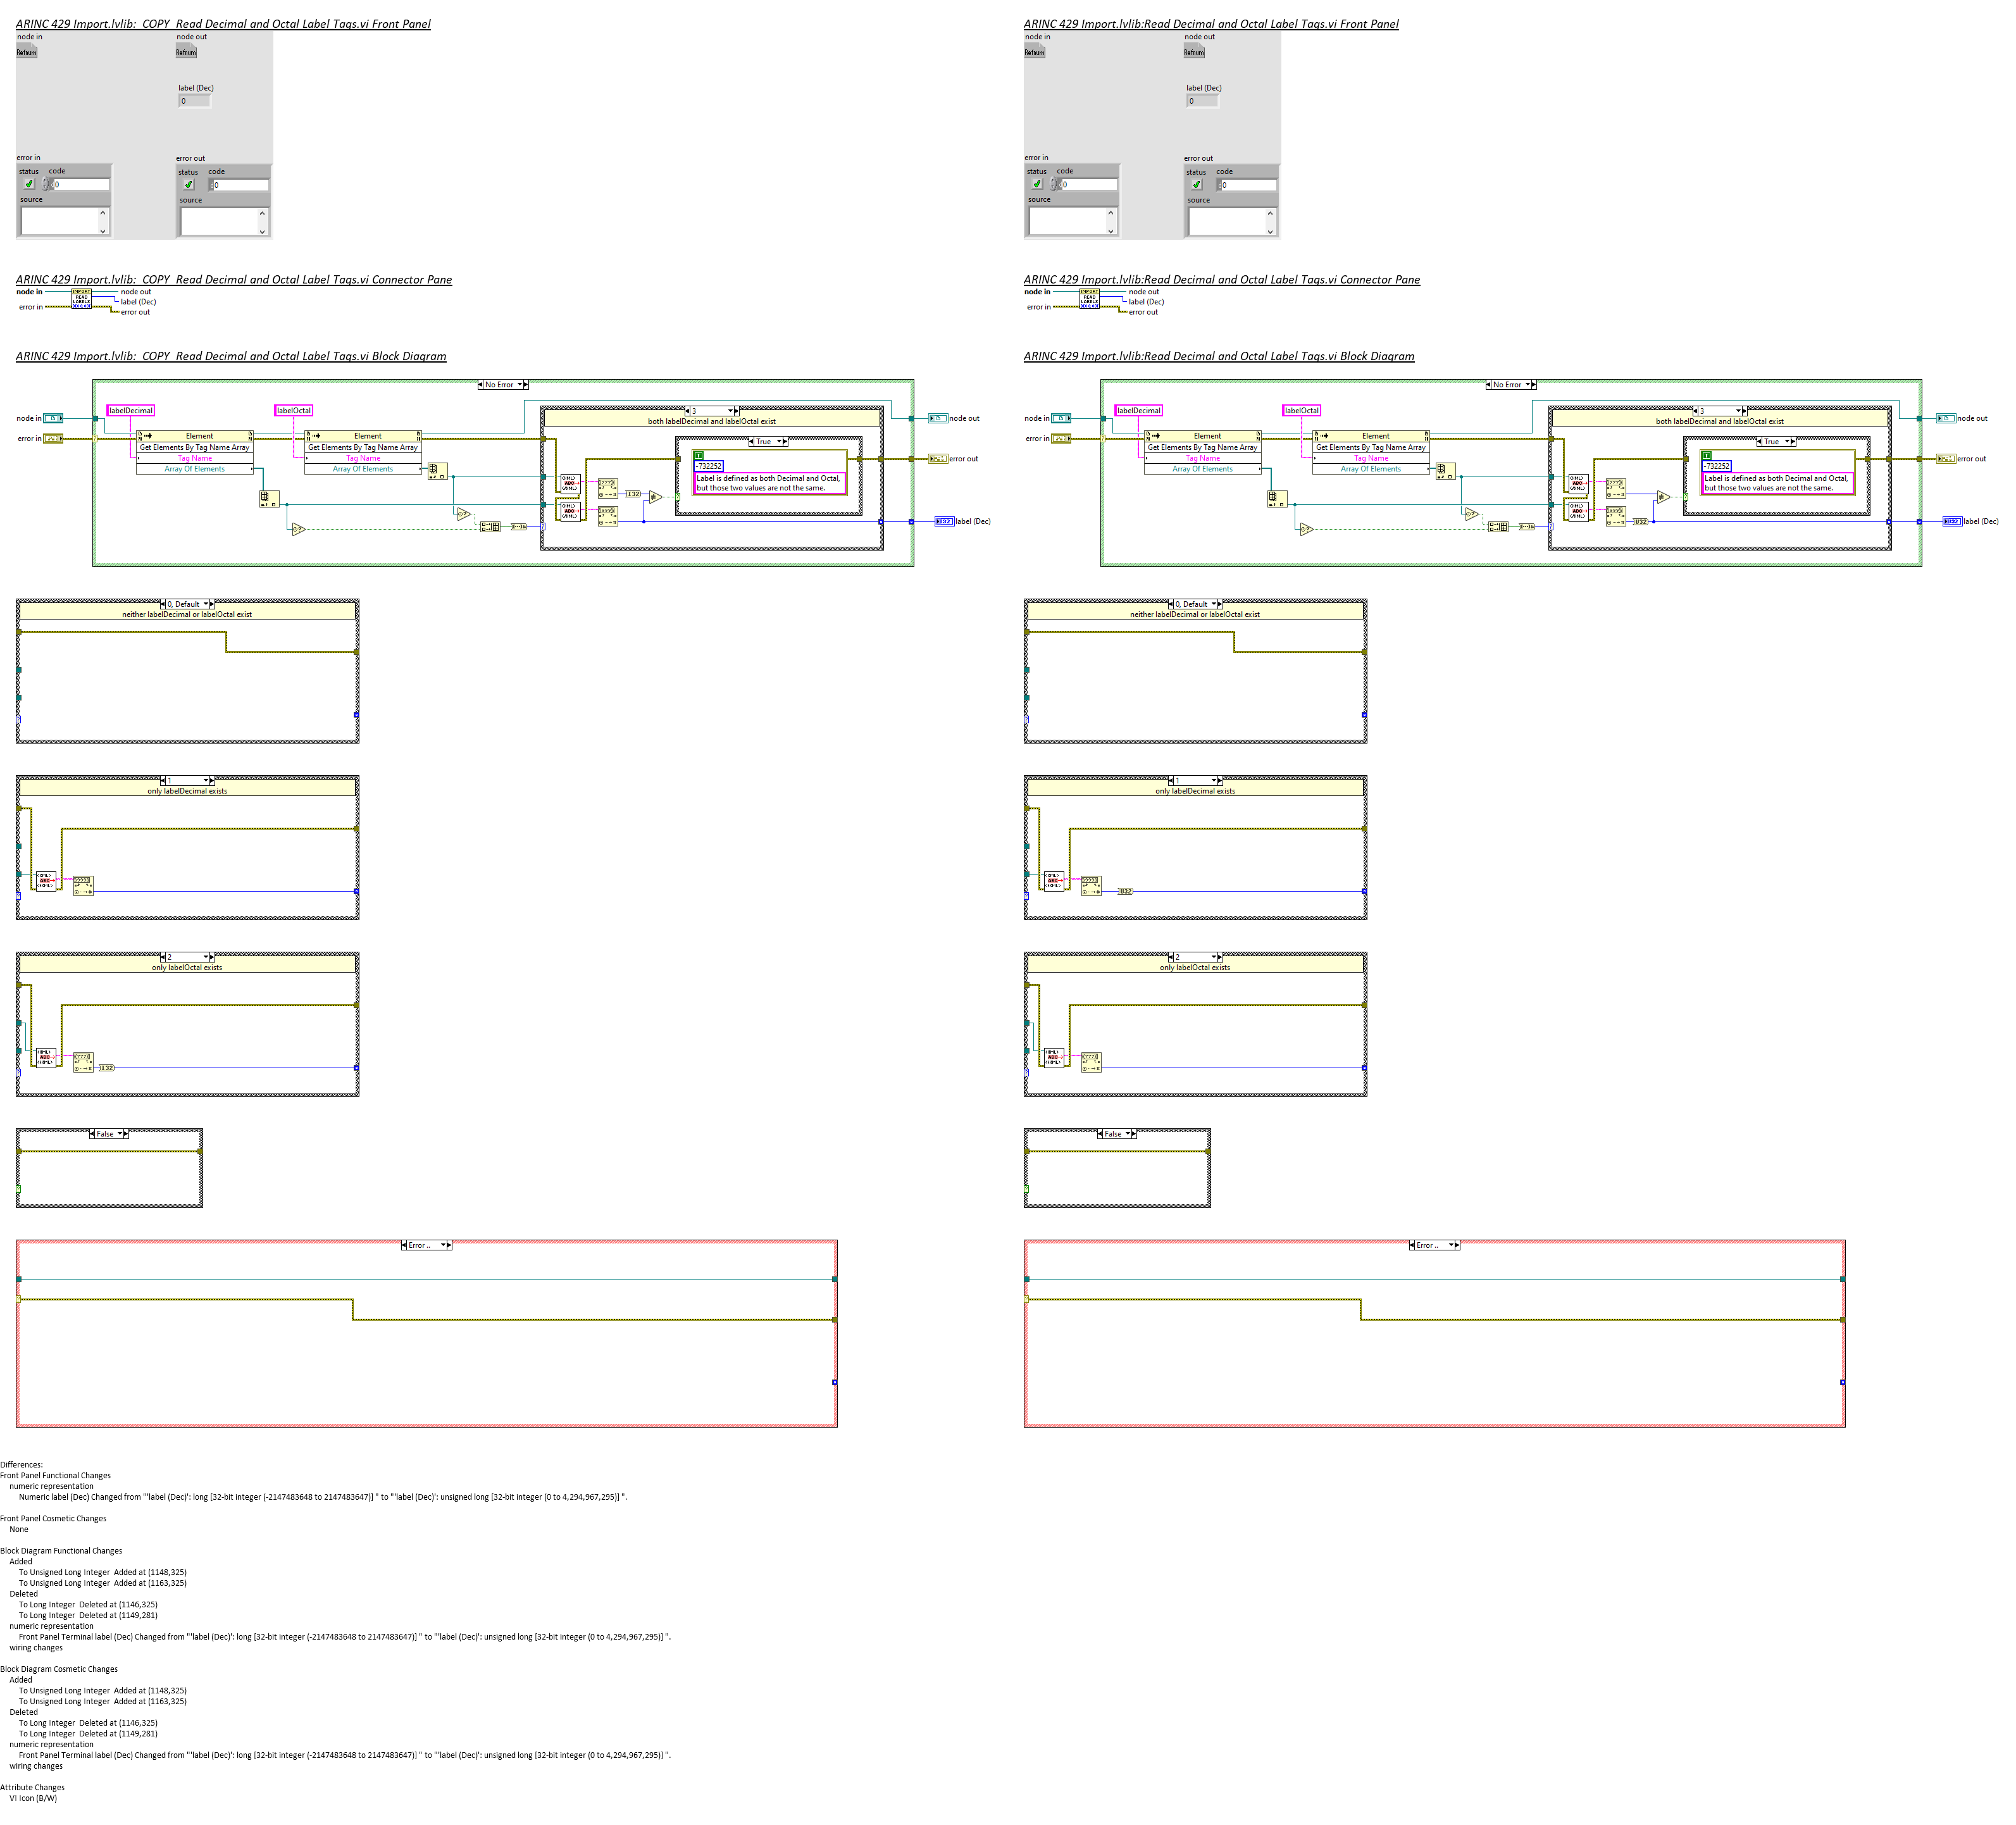 ARINC 429 Import.lvlib:  COPY  Read Decimal and Octal Label Tags.vi Front Panel
node in
node out
Refnum
Refnum
label (Dec)
0
error in
error out
status
code
status
code
0
0
source
source
ARINC 429 Import.lvlib:  COPY  Read Decimal and Octal Label Tags.vi Connector Pane
node in
node out
IMPORT
READ
LABELS
label (Dec)
error in
error out
ARINC 429 Import.lvlib:  COPY  Read Decimal and Octal Label Tags.vi Block Diagram
No Error
node in
labelDecimal
labelOctal
3
both labelDecimal and labelOctal exist
node out
error in
Element
Element
Get Elements By Tag Name Array
Get Elements By Tag Name Array
Tag Name
Tag Name
Array Of Elements
Array Of Elements
True
-732252
Label is defined as both Decimal and Octal,
but those two values are not the same.
error out
ABC
I32
ABC
I32
label (Dec)
0, Default
neither labelDecimal or labelOctal exist
1
only labelDecimal exists
ABC
2
only labelOctal exists
ABC
I32
False
Error ..
ARINC 429 Import.lvlib:Read Decimal and Octal Label Tags.vi Front Panel
node in
node out
Refnum
Refnum
label (Dec)
0
error in
error out
status
code
status
code
0
0
source
source
ARINC 429 Import.lvlib:Read Decimal and Octal Label Tags.vi Connector Pane
node in
node out
IMPORT
READ
LABELS
label (Dec)
error in
error out
ARINC 429 Import.lvlib:Read Decimal and Octal Label Tags.vi Block Diagram
No Error
node in
labelDecimal
labelOctal
3
both labelDecimal and labelOctal exist
node out
error in
Element
Element
Get Elements By Tag Name Array
Get Elements By Tag Name Array
Tag Name
Tag Name
Array Of Elements
Array Of Elements
True
-732252
Label is defined as both Decimal and Octal,
but those two values are not the same.
error out
ABC
ABC
U32
U32
label (Dec)
0, Default
neither labelDecimal or labelOctal exist
1
only labelDecimal exists
ABC
U32
2
only labelOctal exists
ABC
False
Error ..
Differences:
Front Panel Functional Changes
numeric representation
Numeric label (Dec) Changed from "'label (Dec)': long [32-bit integer (-2147483648 to 2147483647)] " to "'label (Dec)': unsigned long [32-bit integer (0 to 4,294,967,295)] ".
Front Panel Cosmetic Changes
None
Block Diagram Functional Changes
Added
To Unsigned Long Integer  Added at (1148,325)
To Unsigned Long Integer  Added at (1163,325)
Deleted
To Long Integer  Deleted at (1146,325)
To Long Integer  Deleted at (1149,281)
numeric representation
Front Panel Terminal label (Dec) Changed from "'label (Dec)': long [32-bit integer (-2147483648 to 2147483647)] " to "'label (Dec)': unsigned long [32-bit integer (0 to 4,294,967,295)] ".
wiring changes
Block Diagram Cosmetic Changes
Added
To Unsigned Long Integer  Added at (1148,325)
To Unsigned Long Integer  Added at (1163,325)
Deleted
To Long Integer  Deleted at (1146,325)
To Long Integer  Deleted at (1149,281)
numeric representation
Front Panel Terminal label (Dec) Changed from "'label (Dec)': long [32-bit integer (-2147483648 to 2147483647)] " to "'label (Dec)': unsigned long [32-bit integer (0 to 4,294,967,295)] ".
wiring changes
Attribute Changes
VI Icon (B/W)